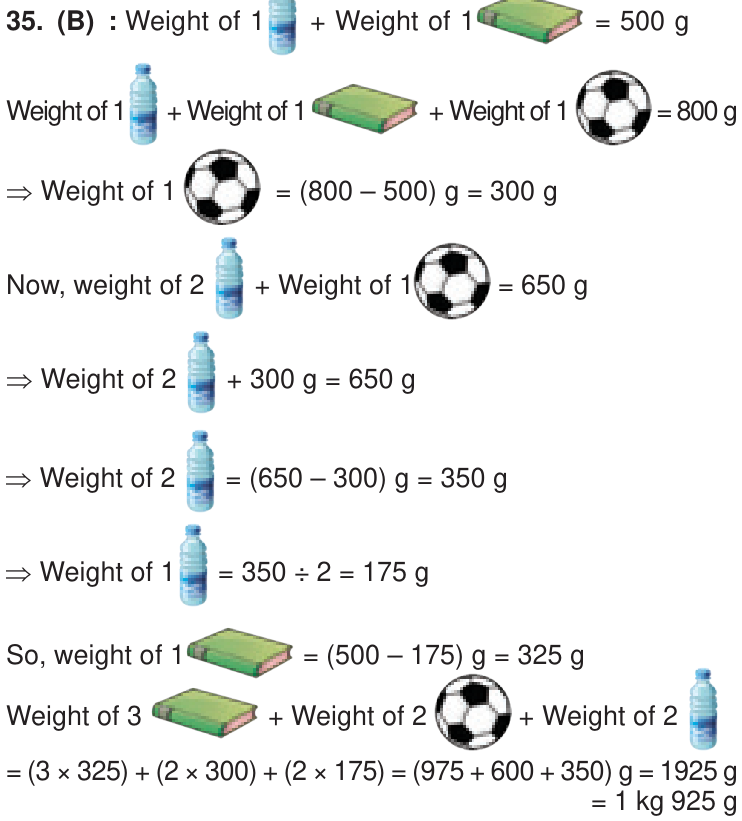 35. (B) : Weight of 1 + Weight of 1 = 500 g
Weight of 1 + Weight of 1 + Weight of 1 = 800 g
⇒ Weight of 1 = (800 – 500) g = 300 g
Now, weight of 2 + Weight of 1 = 650 g
⇒ Weight of 2 + 300 g = 650 g
⇒ Weight of 2 = (650 – 300) g = 350 g
⇒ Weight of 1 = 350 ÷ 2 = 175 g
So, weight of 1 = (500 – 175) g = 325 g
Weight of 3 + Weight of 2 + Weight of 2
= (3 × 325) + (2 × 300) + (2 × 175) = (975 + 600 + 350) g = 1925 g
= 1 kg 925 g